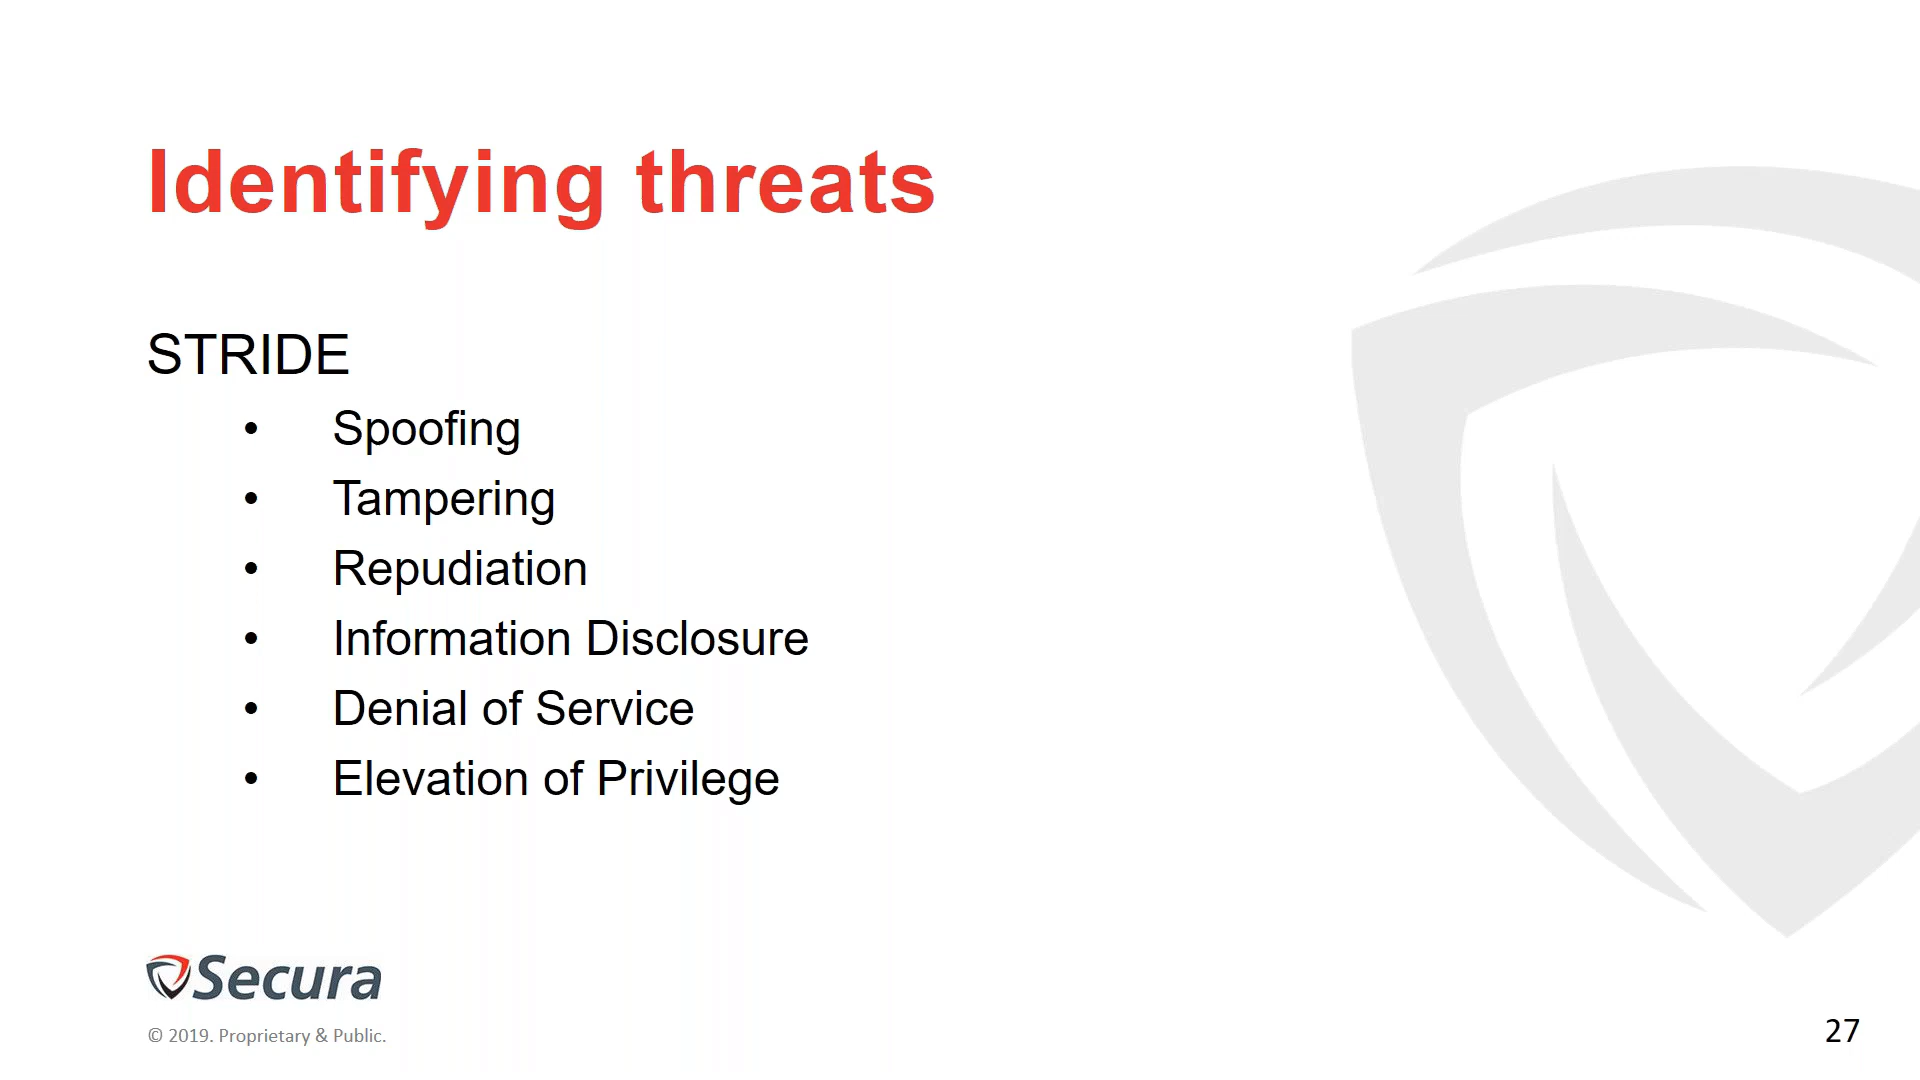 Identifying threats
STRIDE
• Spoofing
• Tampering
• Repudiation
• Information Disclosure
• Denial of Service
• Elevation of Privilege
Secura
© 2019. Proprietary & Public.
27